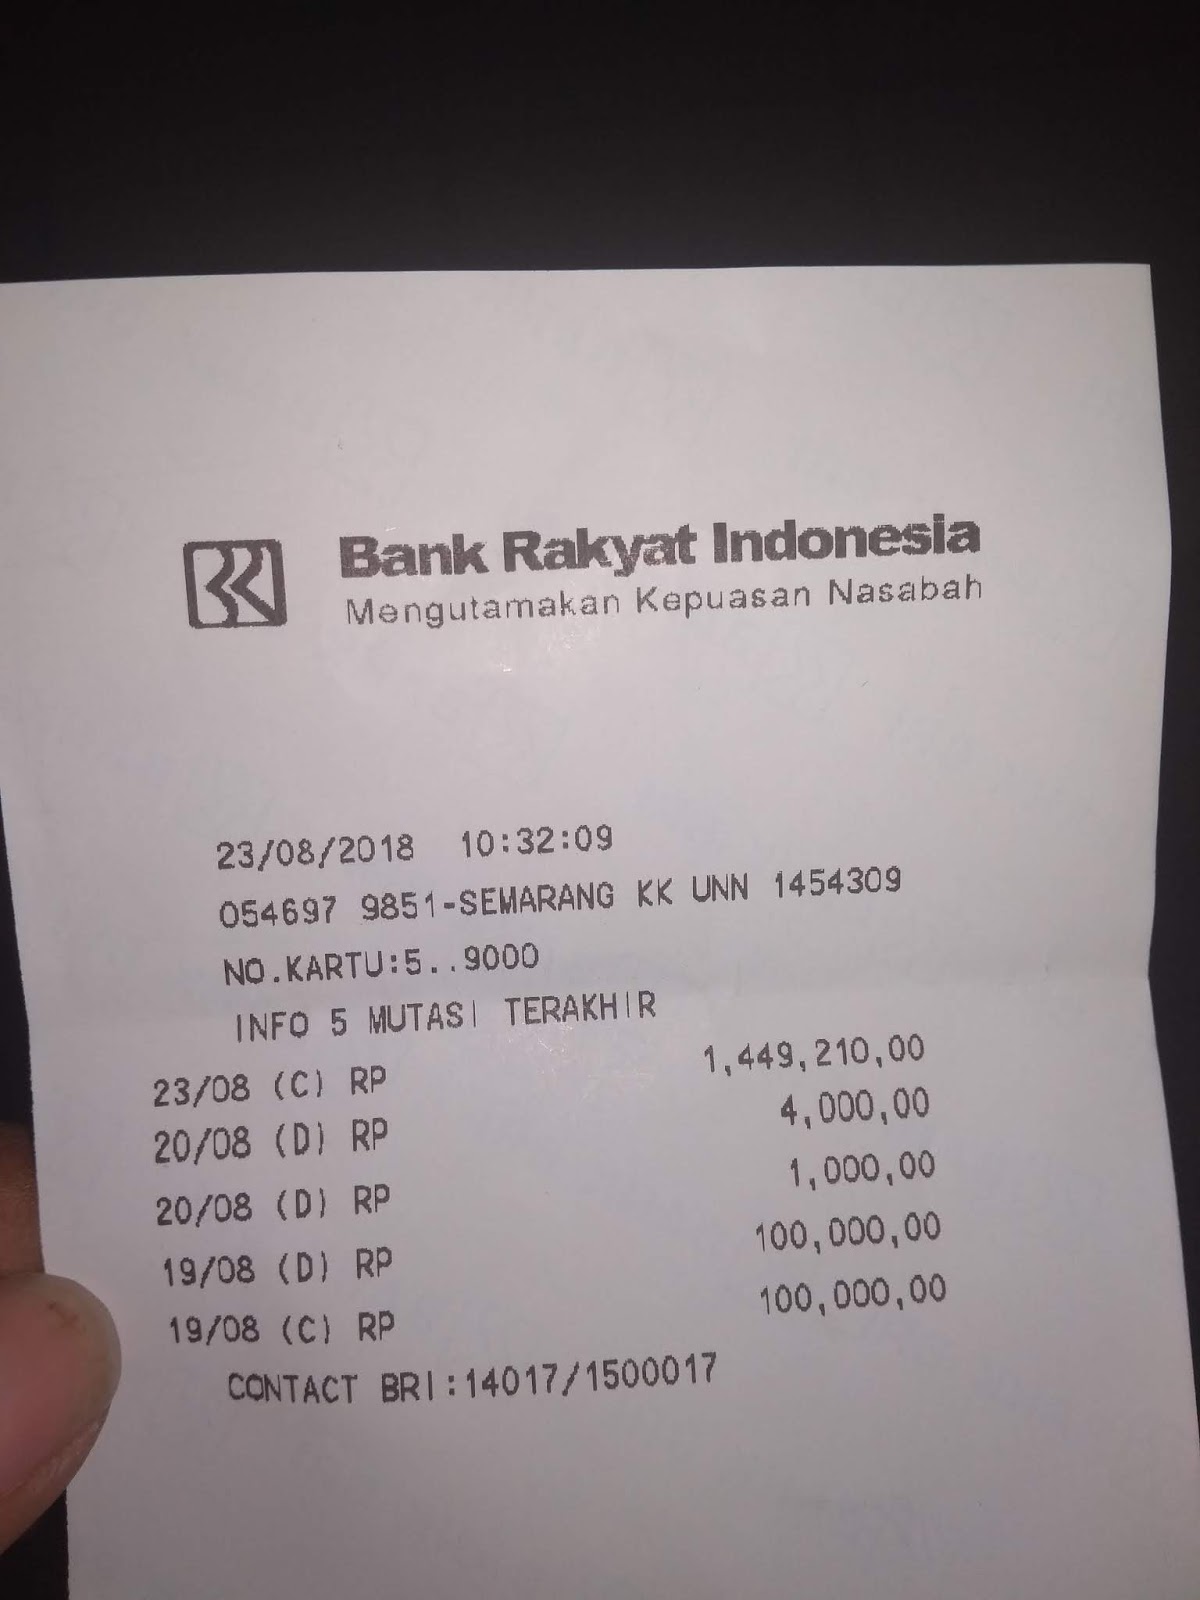 Bank Rakyat Indonesia
Mengutamakan Kepuasan Nasabah
23/08/2018 10:32:09
054697 9851-SEMARANG KK UNN 1454309
NO.KARTU:5..9000
INFO 5 MUTASI TERAKHIR
23/08 (C) RP 1,449,210,00
20/08 (D) RP 4,000,00
20/08 (D) RP 1,000,00
19/08 (D) RP 100,000,00
19/08 (C) RP 100,000,00
CONTACT BRI:14017/1500017